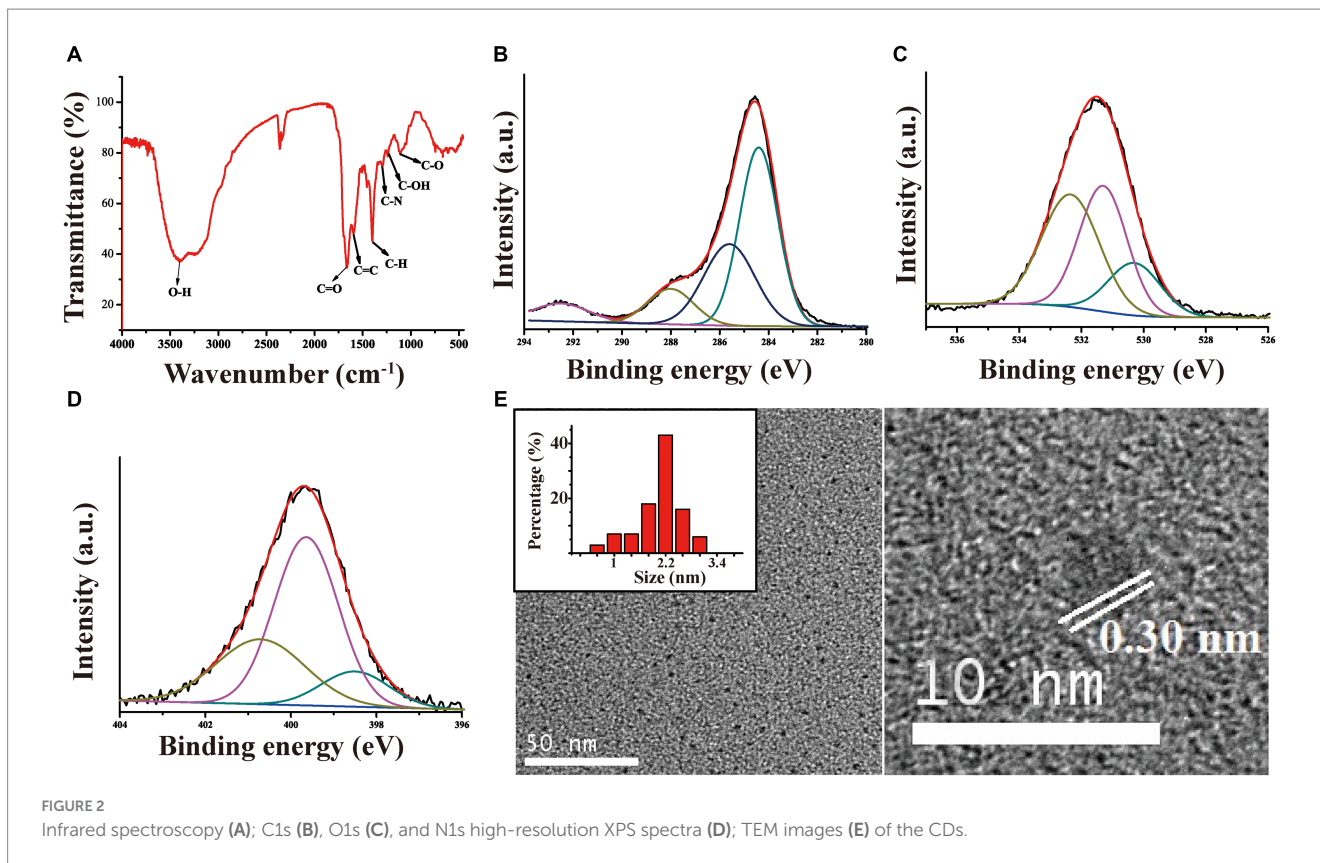 A
Transmittance (%)
100
80
60
40
20
O-H
C=O
C=C
C-H
C-N
C-OH
C-O
4000 3500 3000 2500 2000 1500 1000 500
Wavenumber (cm-1)
B
Intensity (a.u.)
294 292 290 288 286 284 282 280
Binding energy (eV)
C
Intensity (a.u.)
536 534 532 530 528 526
Binding energy (eV)
D
Intensity (a.u.)
404 402 400 398 396
Binding energy (eV)
E
Percentage (%)
40
20
1 2.2 3.4
Size (nm)
50 nm
0.30 nm
10 nm
FIGURE 2
Infrared spectroscopy (A); C1s (B), O1s (C), and N1s high-resolution XPS spectra (D); TEM images (E) of the CDs.